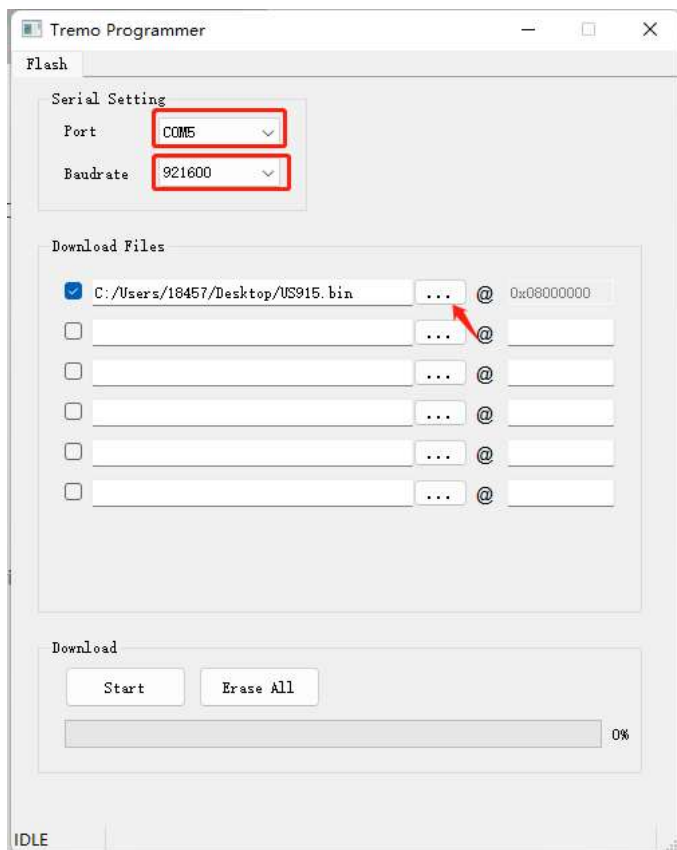 Tremo Programmer
Flash
Serial Setting
Port COM5
Baudrate 921600
Download Files
C:/Users/18457/Desktop/US915.bin ... @ 0x08000000
... @
... @
... @
... @
... @
Download
Start Erase All
0%
IDLE